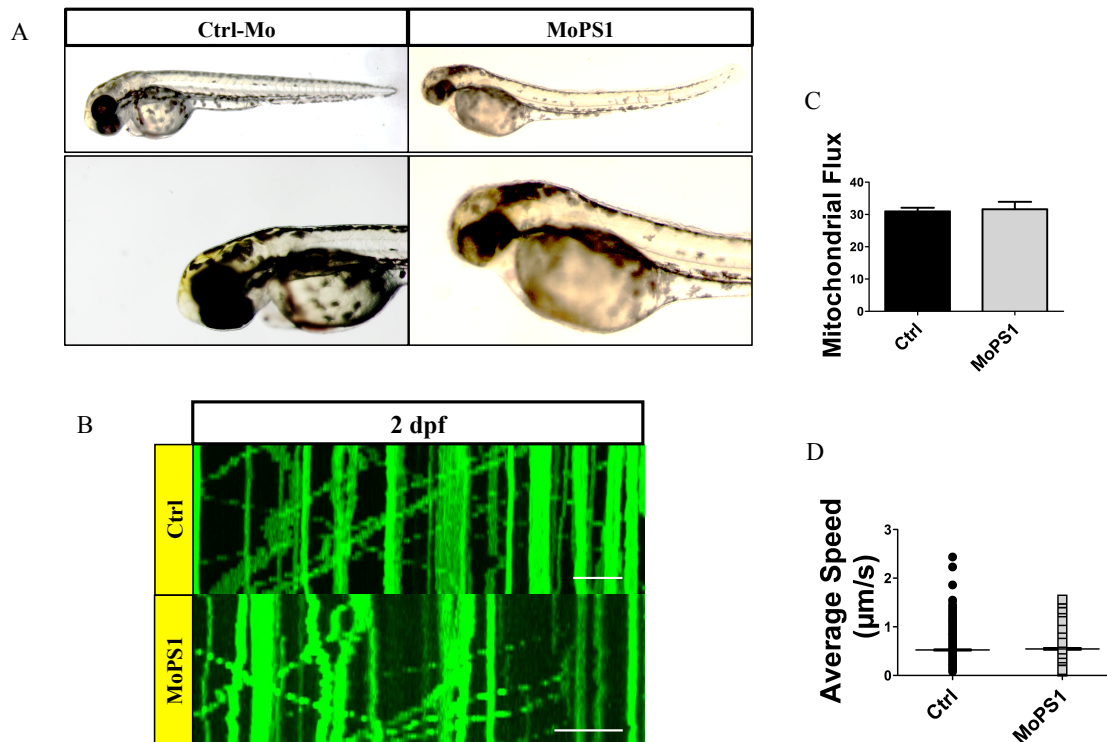 A
Ctrl-Mo
MoPS1
B
2 dpf
Ctrl
MoPS1
C
Mitochondrial Flux
40
30
20
10
0
Ctrl
MoPS1
D
Average Speed
(µm/s)
3
2
1
0
Ctrl
MoPS1